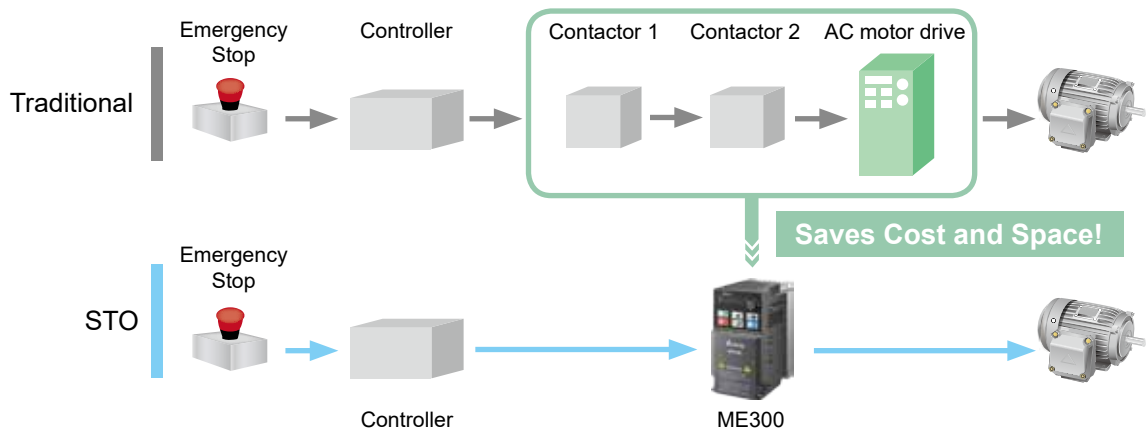 Emergency
Stop
Controller
Contactor 1
Contactor 2
AC motor drive
Traditional
Saves Cost and Space!
Emergency
Stop
STO
Controller
ME300